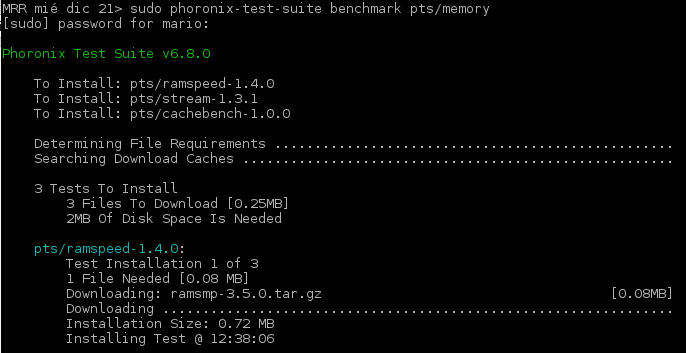 MRR mié dic 21> sudo phoronix-test-suite benchmark pts/memory
[sudo] password for mario:
Phoronix Test Suite v6.8.0
To Install: pts/ramspeed-1.4.0
To Install: pts/stream-1.3.1
To Install: pts/cachebench-1.0.0
Determining File Requirements ..................................................
Searching Download Caches ......................................................
3 Tests To Install
3 Files To Download [0.25MB]
2MB Of Disk Space Is Needed
pts/ramspeed-1.4.0:
Test Installation 1 of 3
1 File Needed [0.08 MB]
Downloading: ramsmp-3.5.0.tar.gz [0.08MB]
Downloading ................................................................
Installation Size: 0.72 MB
Installing Test @ 12:38:06